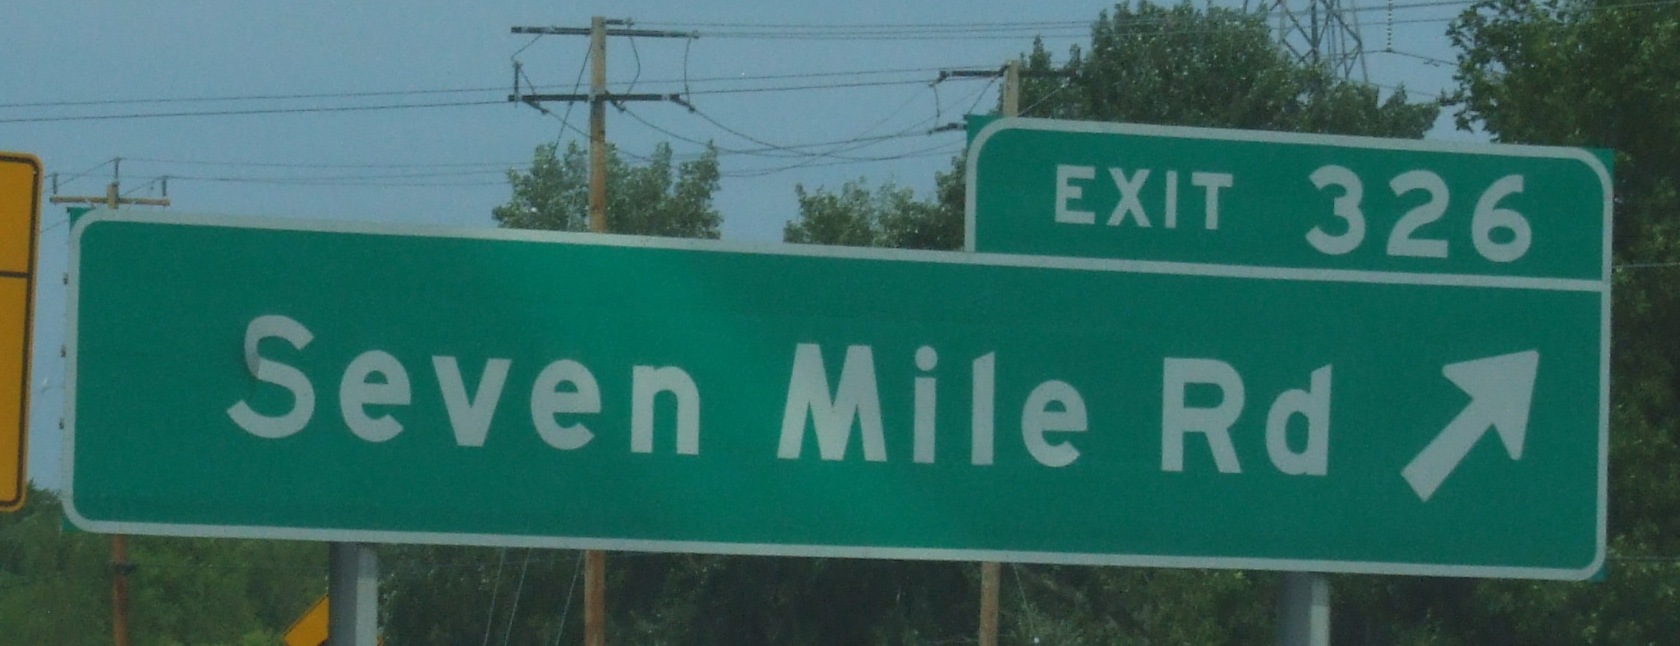 EXIT 326
Seven Mile Rd